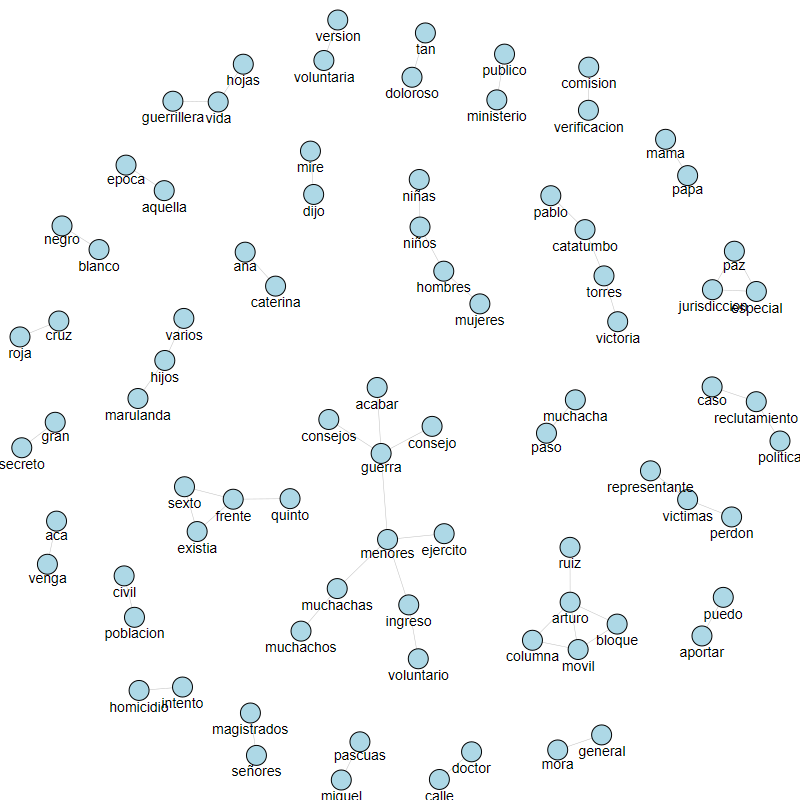 version
tan
publico
voluntaria
hojas
comision
doloroso
ministerio
guerrillera
vida
verificacion
mama
mire
epoca
papa
niñas
aquella
dijo
pablo
negro
niños
catatumbo
blanco
ana
paz
hombres
torres
caterina
jurisdiccion
especial
mujeres
cruz
varios
victoria
roja
hijos
caso
acabar
marulanda
muchacha
reclutamiento
consejos
consejo
gran
paso
politica
secreto
guerra
representante
sexto
frente
quinto
victimas
perdon
aca
existia
menores
ejercito
ruiz
venga
civil
muchachas
puedo
poblacion
ingreso
arturo
bloque
muchachos
columna
movil
aportar
voluntario
homicidio
intento
magistrados
pascuas
general
señores
doctor
mora
miguel
calle